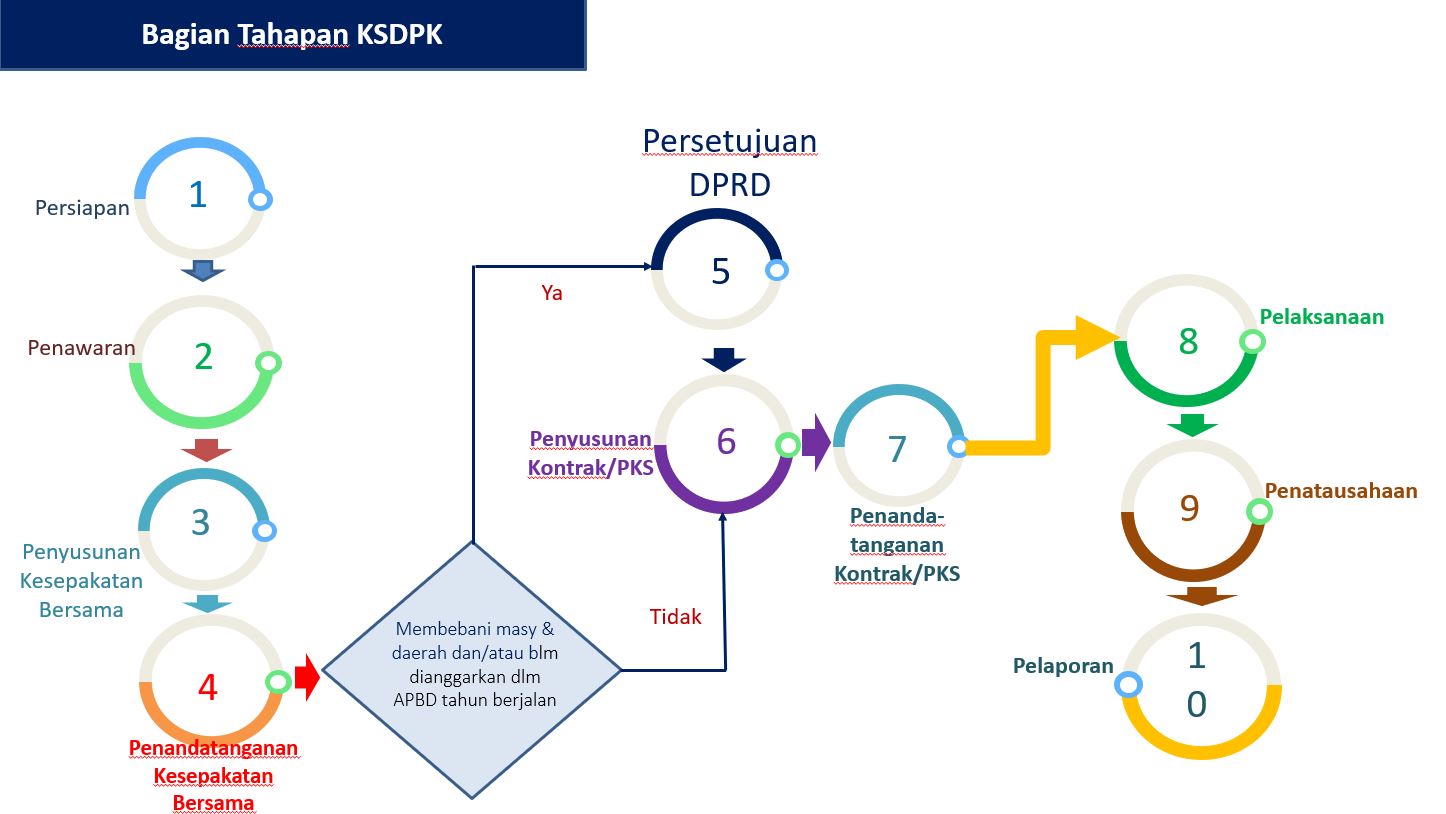 Bagian Tahapan KSDPK
1
Persiapan
2
Penawaran
3
Penyusunan
Kesepakatan
Bersama
4
Penandatanganan
Kesepakatan
Bersama
Membebani masy &
daerah dan/atau blm
dianggarkan dlm
APBD tahun berjalan
Ya
Tidak
Persetujuan
DPRD
5
6
Penyusunan
Kontrak/PKS
7
Penanda-
tanganan
Kontrak/PKS
8
Pelaksanaan
9
Penatausahaan
1
0
Pelaporan